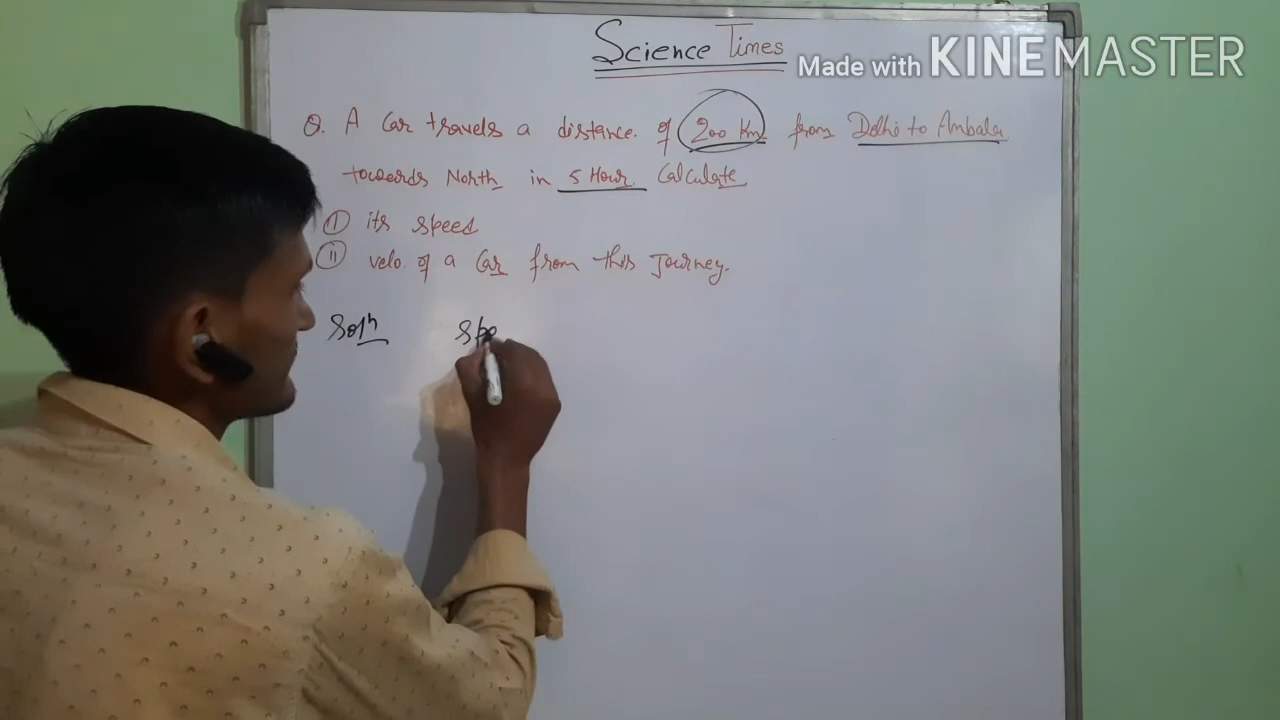 Science Times
Made with KINEMASTER
Q. A Car travels a distance. of 200 Km from Delhi to Ambala
towards North in 5 Hour Calculate
(I) its speed
(II) velo. of a Car from this Journey.
Soln Spe